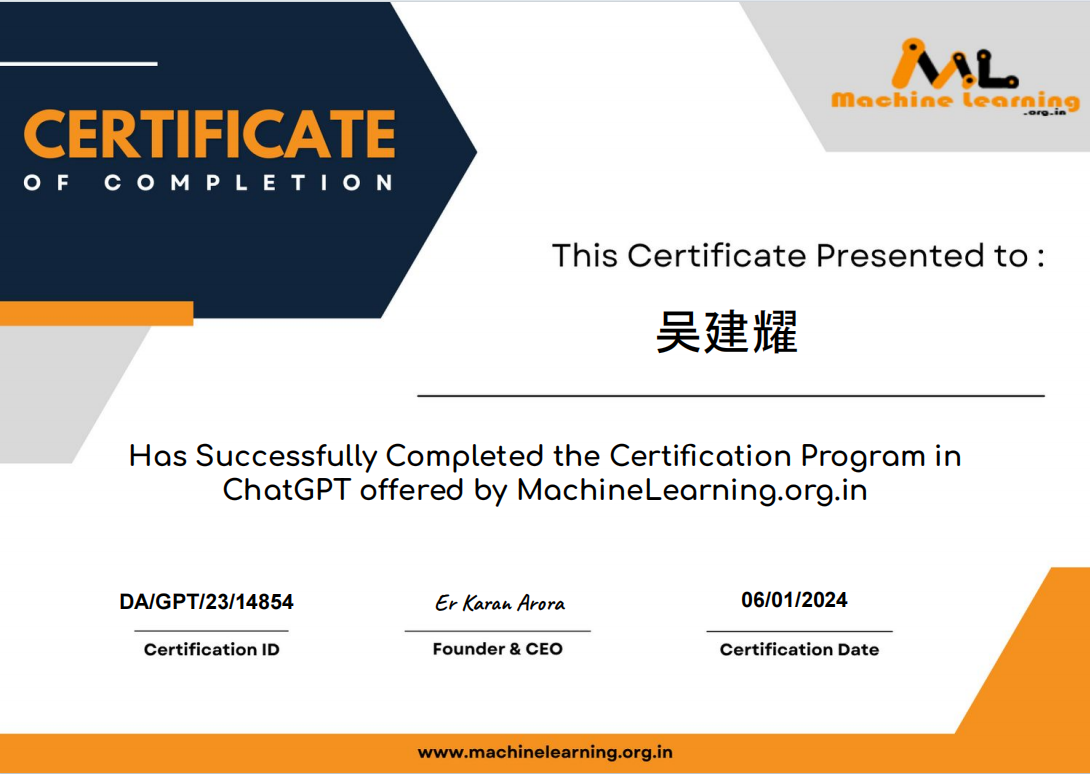 CERTIFICATE
OF COMPLETION
ML
Machine Learning
.org.in
This Certificate Presented to :
吴建耀
Has Successfully Completed the Certification Program in
ChatGPT offered by MachineLearning.org.in
DA/GPT/23/14854
Certification ID
Er Karan Arora
Founder & CEO
06/01/2024
Certification Date
www.machinelearning.org.in